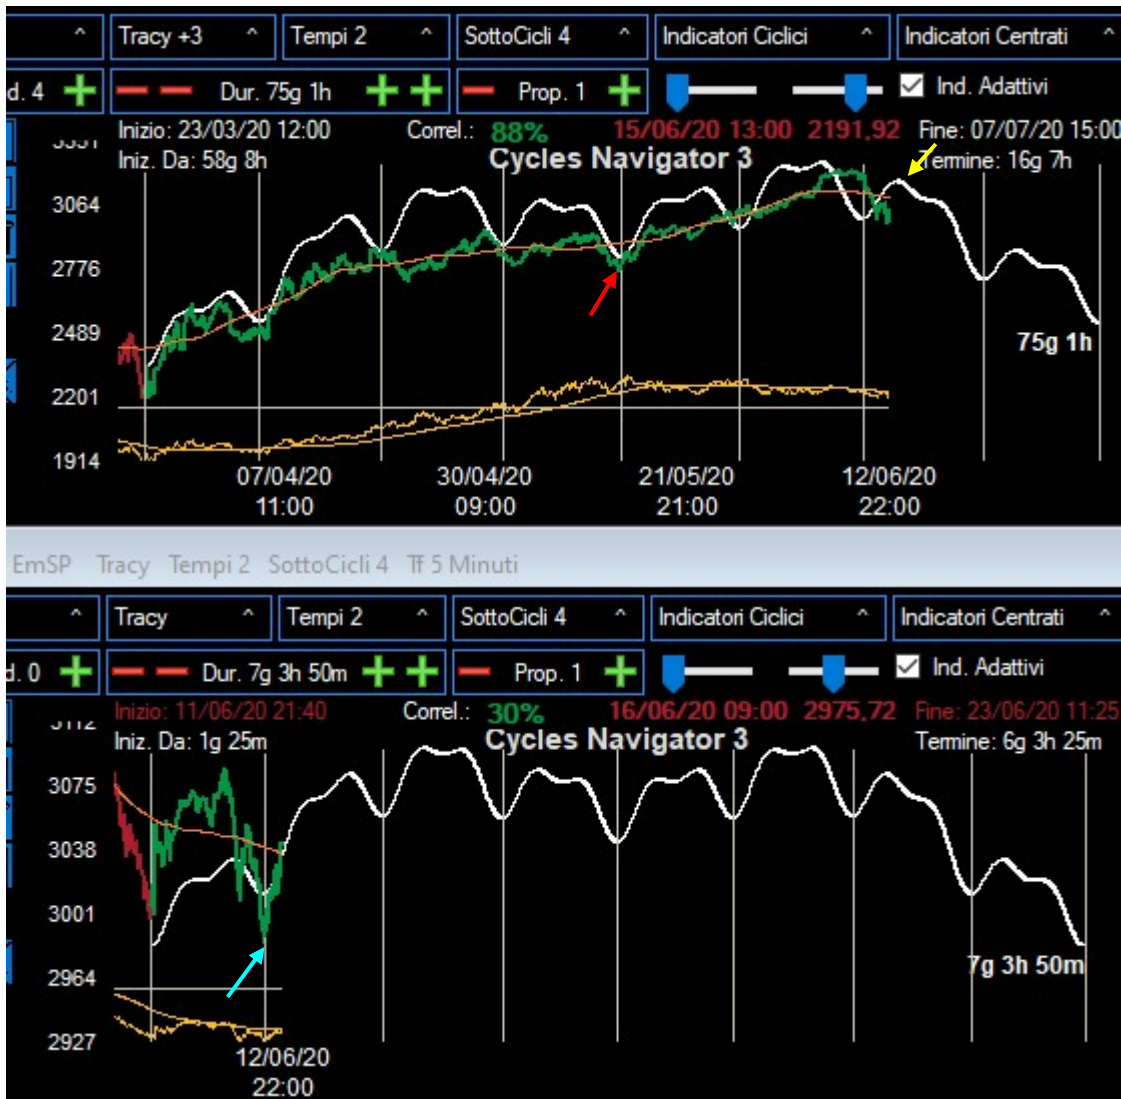 Tracy +3 ^ Tempi 2 ^ SottoCicli 4 ^ Indicatori Ciclici ^ Indicatori Centrati ^
d. 4 Dur. 75g 1h Prop. 1 Ind. Adattivi
Inizio: 23/03/20 12:00 Correl.: 88% 15/06/20 13:00 2191,92 Fine: 07/07/20 15:00
Iniz. Da: 58g 8h Cycles Navigator 3 Termine: 16g 7h
3064
2776
2489
75g 1h
2201
1914
07/04/20 30/04/20 21/05/20 12/06/20
11:00 09:00 21:00 22:00
EmSP Tracy Tempi 2 SottoCicli 4 Tf 5 Minuti
Tracy ^ Tempi 2 ^ SottoCicli 4 ^ Indicatori Ciclici ^ Indicatori Centrati ^
d. 0 Dur. 7g 3h 50m Prop. 1 Ind. Adattivi
Inizio: 11/06/20 21:40 Correl.: 30% 16/06/20 09:00 2975,72 Fine: 23/06/20 11:25
Iniz. Da: 1g 25m Cycles Navigator 3 Termine: 6g 3h 25m
3075
3038
3001
2964
7g 3h 50m
2927
12/06/20
22:00